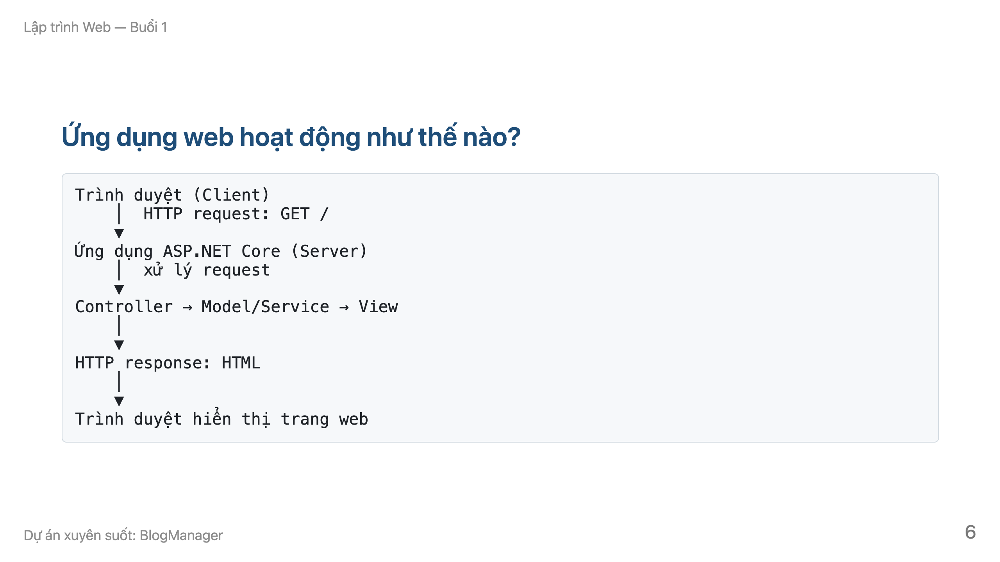 Lập trình Web — Buổi 1
Ứng dụng web hoạt động như thế nào?
Trình duyệt (Client)
│ HTTP request: GET /
▼
Ứng dụng ASP.NET Core (Server)
│ xử lý request
▼
Controller → Model/Service → View
│
▼
HTTP response: HTML
│
▼
Trình duyệt hiển thị trang web
Dự án xuyên suốt: BlogManager
6